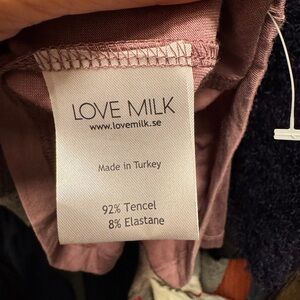 LOVE MILK
www.lovemilk.se
Made in Turkey
92% Tencel
8% Elastane